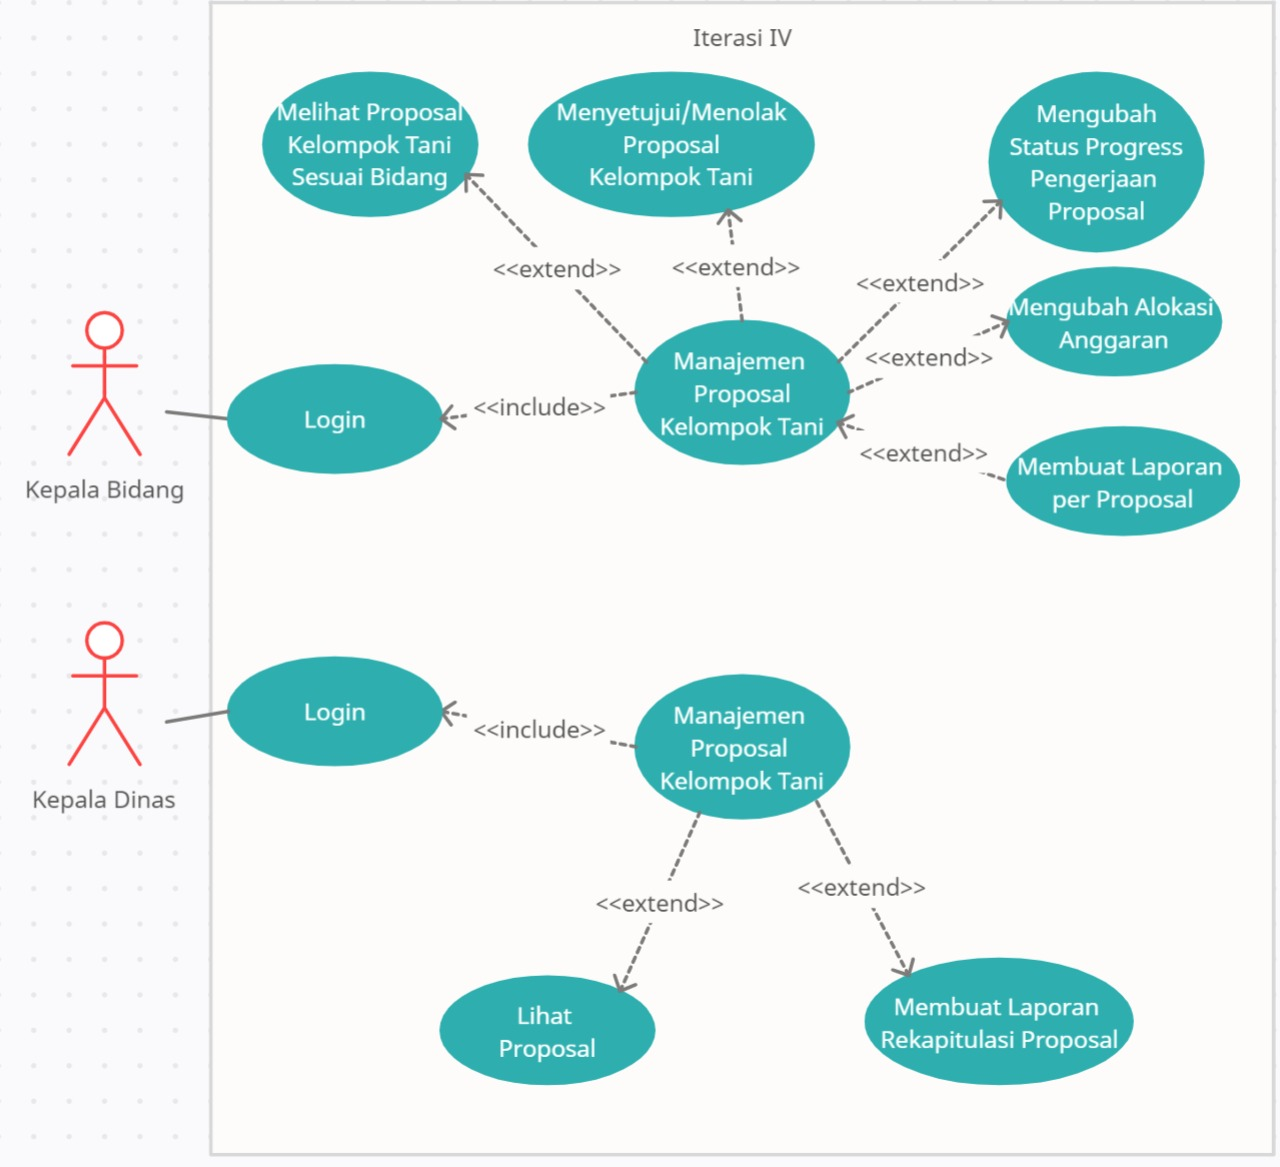 Iterasi IV
Melihat Proposal
Kelompok Tani
Sesuai Bidang
Menyetujui/Menolak
Proposal
Kelompok Tani
Mengubah
Status Progress
Pengerjaan
Proposal
<<extend>>
<<extend>>
<<extend>>
Mengubah Alokasi
Anggaran
<<extend>>
Manajemen
Proposal
Kelompok Tani
<<include>>
Login
<<extend>>
Membuat Laporan
per Proposal
Kepala Bidang
Login
<<include>>
Manajemen
Proposal
Kelompok Tani
Kepala Dinas
<<extend>>
<<extend>>
Lihat
Proposal
Membuat Laporan
Rekapitulasi Proposal